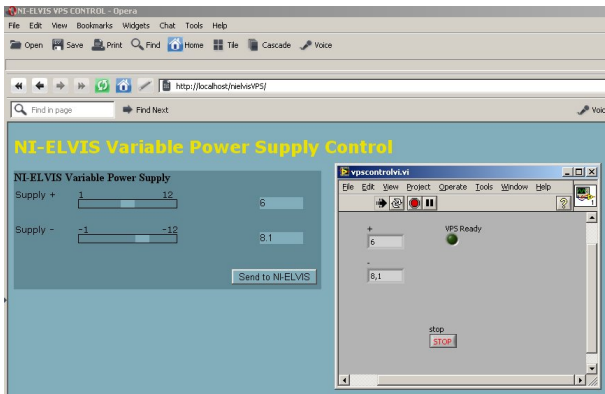 NI-ELVIS VPS CONTROL - Opera
File Edit View Bookmarks Widgets Chat Tools Help
Open Save Print Find Home Tile Cascade Voice
http://localhost/nielvisVPS/
Find in page Find Next Voic
NI-ELVIS Variable Power Supply Control
NI-ELVIS Variable Power Supply
Supply + 1 12 6
Supply - -1 -12 8.1
Send to NI-ELVIS
vpscontrolvi.vi
File Edit View Project Operate Tools Window Help
+ VPS Ready
6
-
8,1
stop
STOP